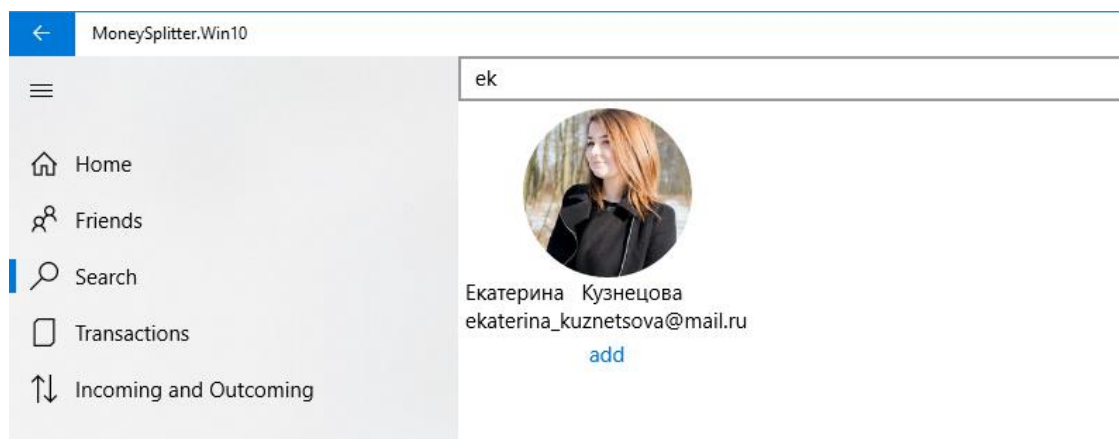 MoneySplitter.Win10
ek
Home
Friends
Search
Transactions
Incoming and Outcoming
Екатерина Кузнецова
ekaterina_kuznetsova@mail.ru
add